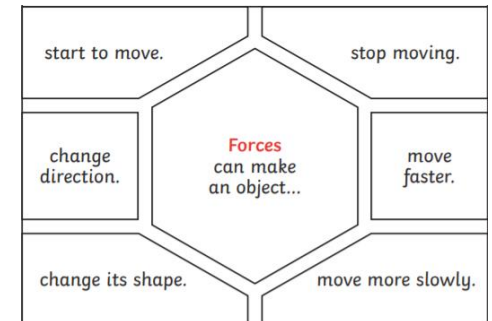 start to move.
stop moving.
change
direction.
Forces
can make
an object...
move
faster.
change its shape.
move more slowly.